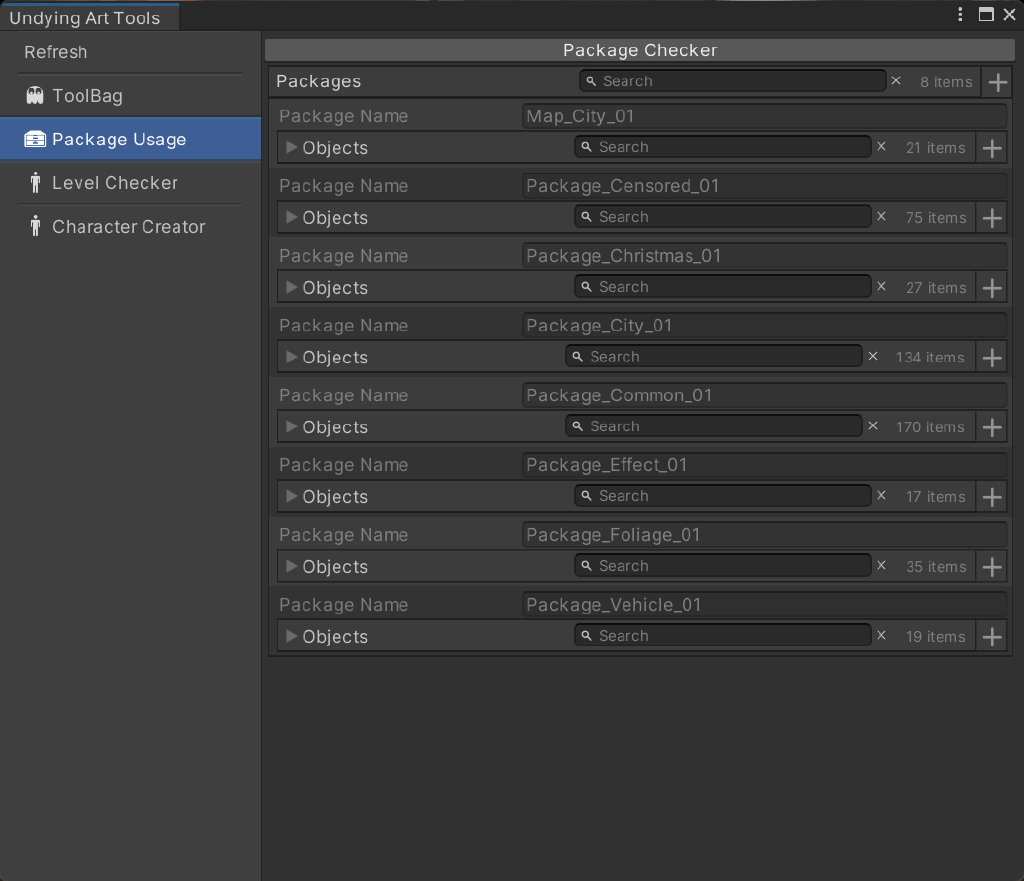 Undying Art Tools
Refresh
ToolBag
Package Usage
Level Checker
Character Creator
Package Checker
Packages Search 8 items
Package Name Map_City_01
Objects Search 21 items
Package Name Package_Censored_01
Objects Search 75 items
Package Name Package_Christmas_01
Objects Search 27 items
Package Name Package_City_01
Objects Search 134 items
Package Name Package_Common_01
Objects Search 170 items
Package Name Package_Effect_01
Objects Search 17 items
Package Name Package_Foliage_01
Objects Search 35 items
Package Name Package_Vehicle_01
Objects Search 19 items